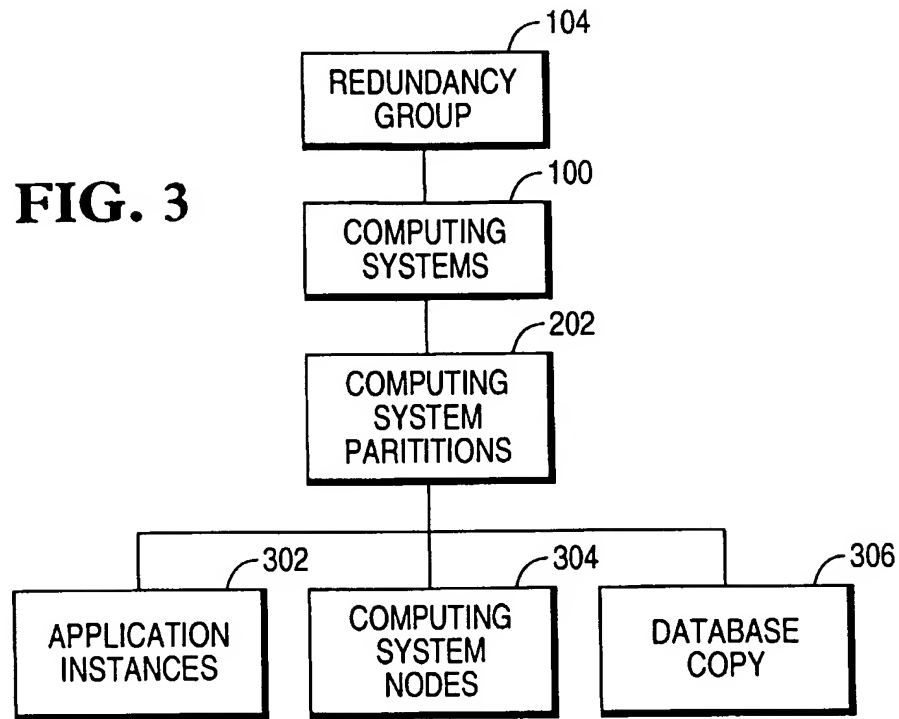 104
REDUNDANCY
GROUP
FIG. 3
100
COMPUTING
SYSTEMS
202
COMPUTING
SYSTEM
PARITITIONS
302
APPLICATION
INSTANCES
304
COMPUTING
SYSTEM
NODES
306
DATABASE
COPY